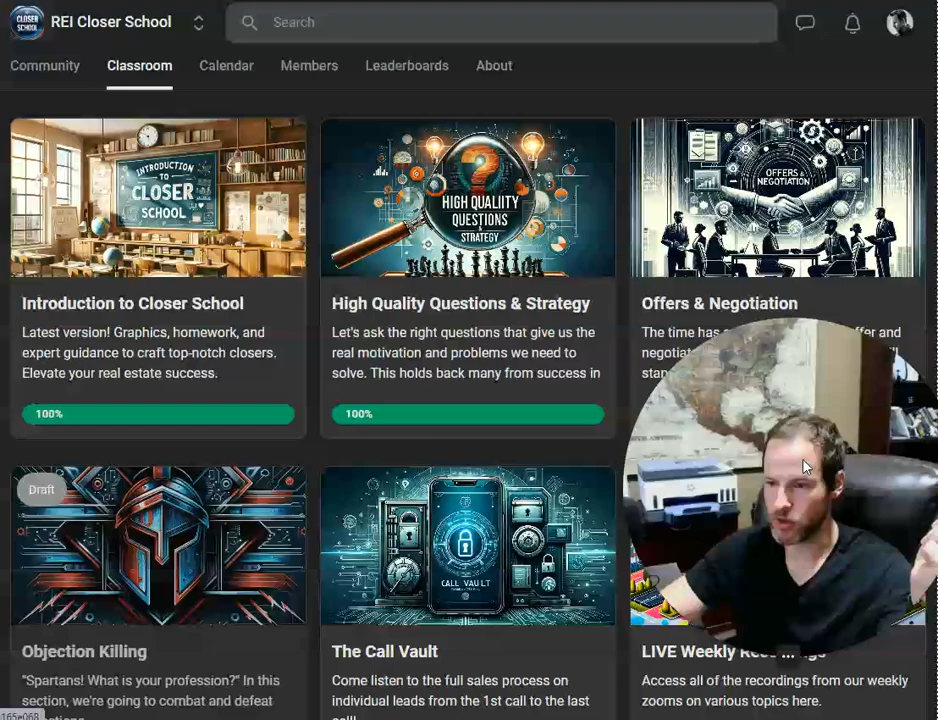 CLOSER
SCHOOL
REI Closer School
Search
Community
Classroom
Calendar
Members
Leaderboards
About
INTRODUCTION
TO
CLOSER
SCHOOL
HIGH QUALITY
QUESTIONS
&
STRATEGY
OFFERS &
NEGOTIATION
Introduction to Closer School
Latest version! Graphics, homework, and
expert guidance to craft top-notch closers.
Elevate your real estate success.
100%
High Quality Questions & Strategy
Let's ask the right questions that give us the
real motivation and problems we need to
solve. This holds back many from success in
100%
Offers & Negotiation
The time has
fer and
Draft
CALL VAULT
Objection Killing
"Spartans! What is your profession?" In this
section, we're going to combat and defeat
The Call Vault
Come listen to the full sales process on
individual leads from the 1st call to the last
LIVE Weekly
Access all of the recordings from our weekly
zooms on various topics here.
165e068